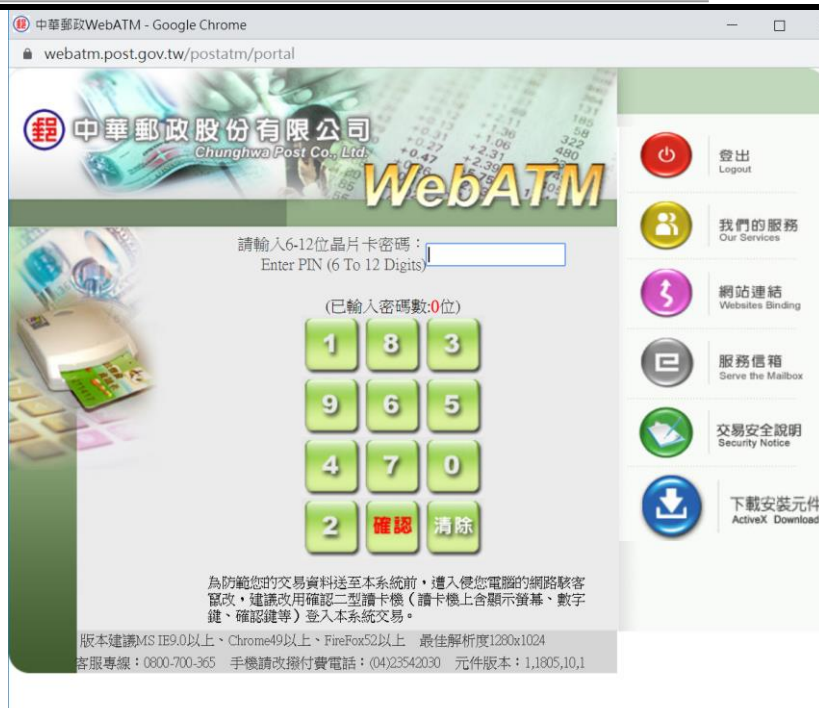 中華郵政WebATM - Google Chrome
webatm.post.gov.tw/postatm/portal
郵 中華郵政股份有限公司
Chunghwa Post Co., Ltd.
WebATM
請輸入6-12位晶片卡密碼：
Enter PIN (6 To 12 Digits)
(已輸入密碼數:0位)
1 8 3
9 6 5
4 7 0
2 確認 清除
為防範您的交易資料送至本系統前，遭入侵您電腦的網路駭客
竄改，建議改用確認二型讀卡機（讀卡機上含顯示螢幕、數字
鍵、確認鍵等）登入本系統交易。
版本建議MS IE9.0以上、Chrome49以上、FireFox52以上 最佳解析度1280x1024
客服專線：0800-700-365 手機請改撥付費電話：(04)23542030 元件版本：1,1805,10,1
登出
Logout
我們的服務
Our Services
網站連結
Websites Binding
服務信箱
Serve the Mailbox
交易安全說明
Security Notice
下載安裝元件
ActiveX Download